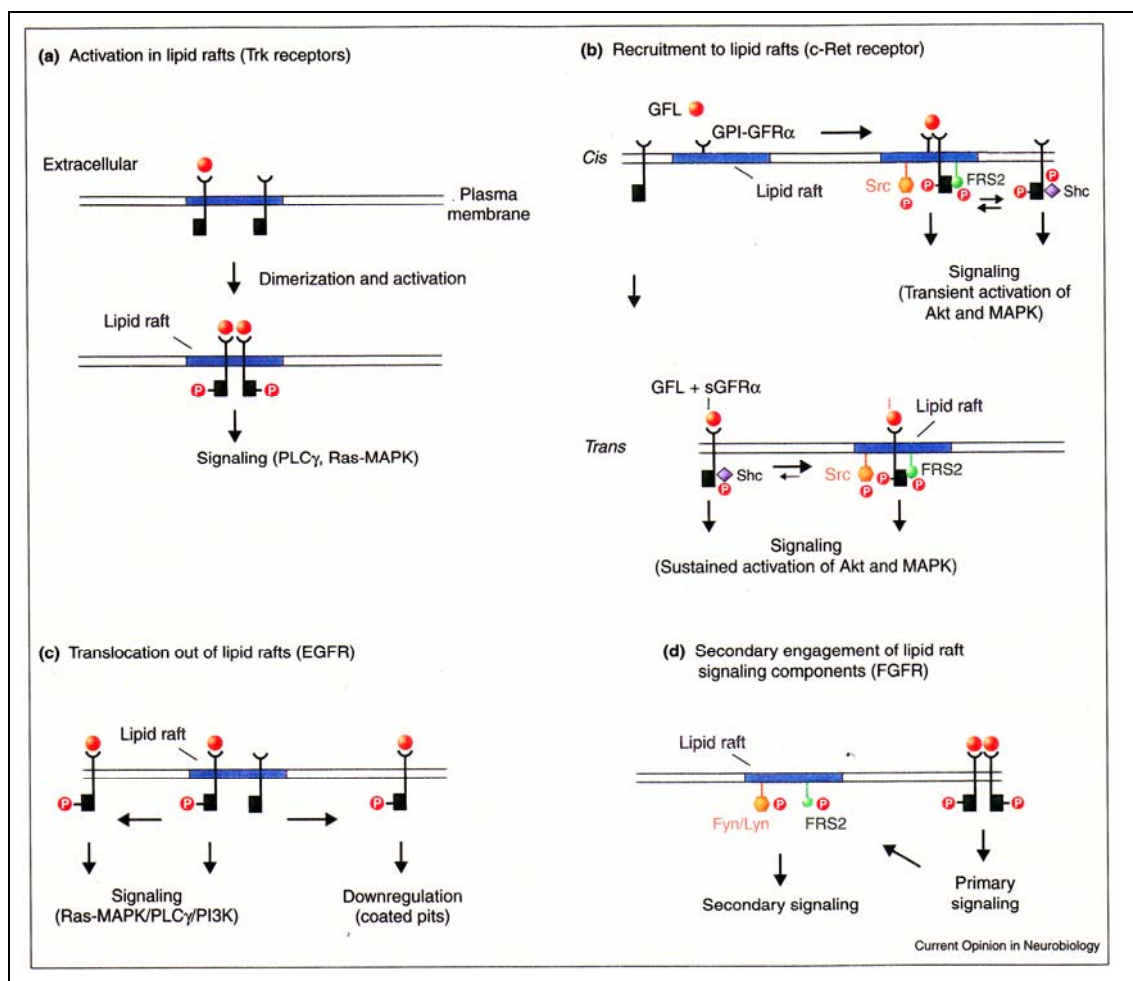 (a) Activation in lipid rafts (Trk receptors)
Extracellular
Plasma
membrane
Dimerization and activation
Lipid raft
P
P
Signaling (PLCγ, Ras-MAPK)
(b) Recruitment to lipid rafts (c-Ret receptor)
GFL
GPI-GFRα
Cis
Lipid raft
Src
P
P
FRS2
P
P
P
Shc
Signaling
(Transient activation of
Akt and MAPK)
GFL + sGFRα
Lipid raft
Trans
Shc
P
Src
P
P
FRS2
P
Signaling
(Sustained activation of Akt and MAPK)
(c) Translocation out of lipid rafts (EGFR)
Lipid raft
P
P
P
Signaling
(Ras-MAPK/PLCγ/PI3K)
Downregulation
(coated pits)
(d) Secondary engagement of lipid raft
signaling components (FGFR)
Lipid raft
P
P
P
P
Fyn/Lyn
FRS2
Secondary signaling
Primary
signaling
Current Opinion in Neurobiology